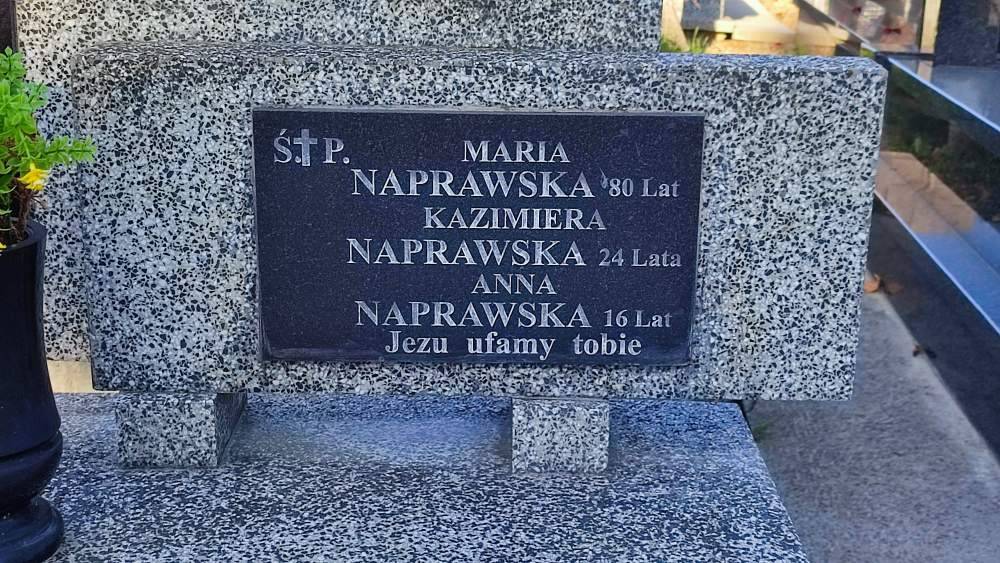 Ś.✝P. MARIA
NAPRAWSKA 80 Lat
KAZIMIERA
NAPRAWSKA 24 Lata
ANNA
NAPRAWSKA 16 Lat
Jezu ufamy tobie